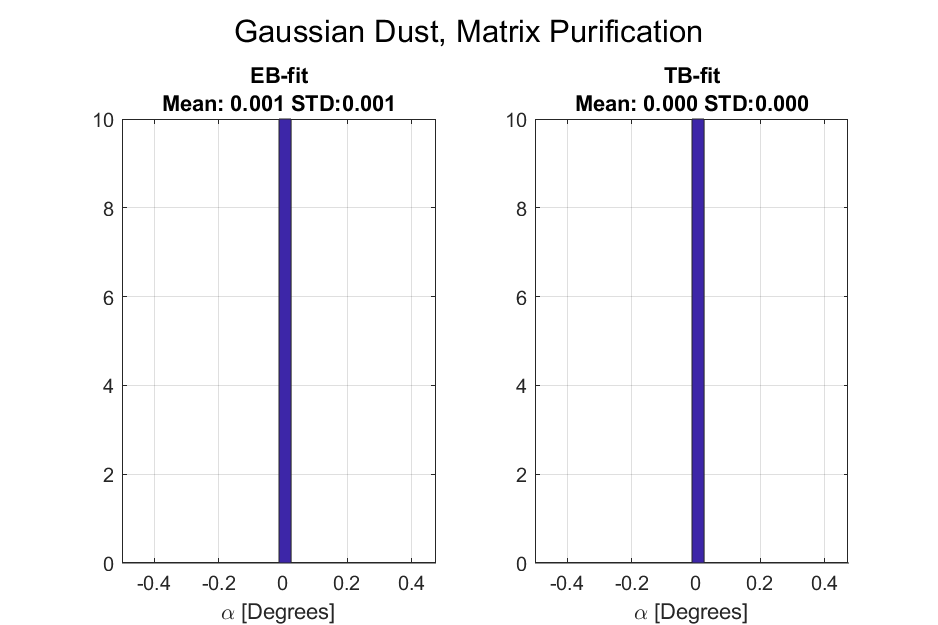 Gaussian Dust, Matrix Purification
EB-fit
Mean: 0.001 STD:0.001
10
8
6
4
2
0
-0.4 -0.2 0 0.2 0.4
α [Degrees]
TB-fit
Mean: 0.000 STD:0.000
10
8
6
4
2
0
-0.4 -0.2 0 0.2 0.4
α [Degrees]